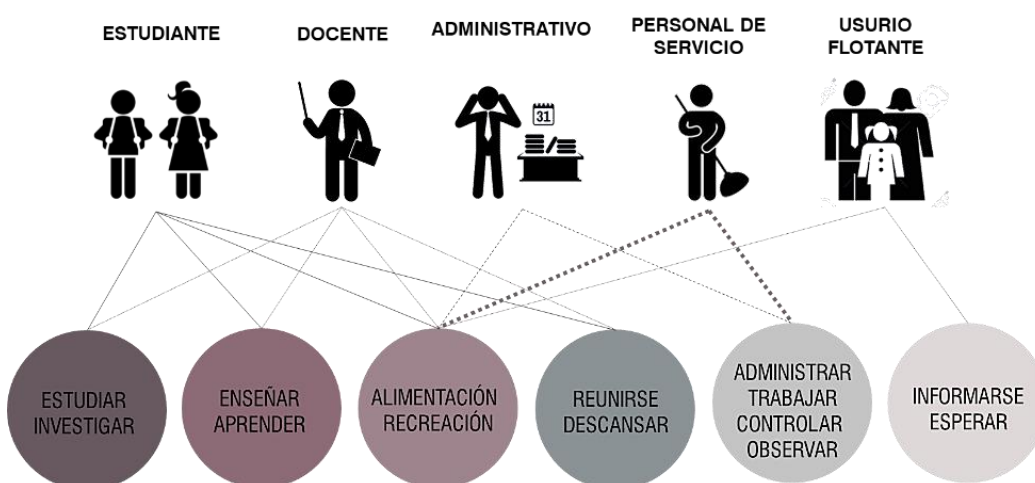 ESTUDIANTE
DOCENTE
ADMINISTRATIVO
PERSONAL DE
SERVICIO
USURIO
FLOTANTE
31
ESTUDIAR
INVESTIGAR
ENSEÑAR
APRENDER
ALIMENTACIÓN
RECREACIÓN
REUNIRSE
DESCANSAR
ADMINISTRAR
TRABAJAR
CONTROLAR
OBSERVAR
INFORMARSE
ESPERAR